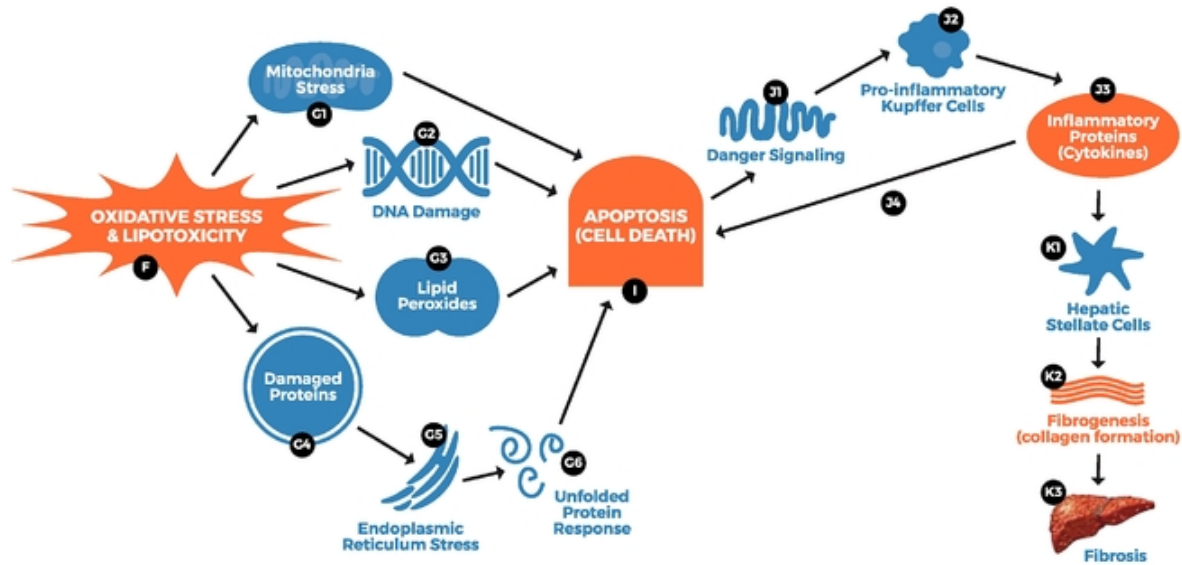 Mitochondria
Stress
G1
G2
DNA Damage
OXIDATIVE STRESS
& LIPOTOXICITY
F
G3
Lipid
Peroxides
Damaged
Proteins
G4
G5
Endoplasmic
Reticulum Stress
G6
Unfolded
Protein
Response
APOPTOSIS
(CELL DEATH)
I
J1
Danger Signaling
J2
Pro-inflammatory
Kupffer Cells
J3
Inflammatory
Proteins
(Cytokines)
J4
K1
Hepatic
Stellate Cells
K2
Fibrogenesis
(collagen formation)
K3
Fibrosis